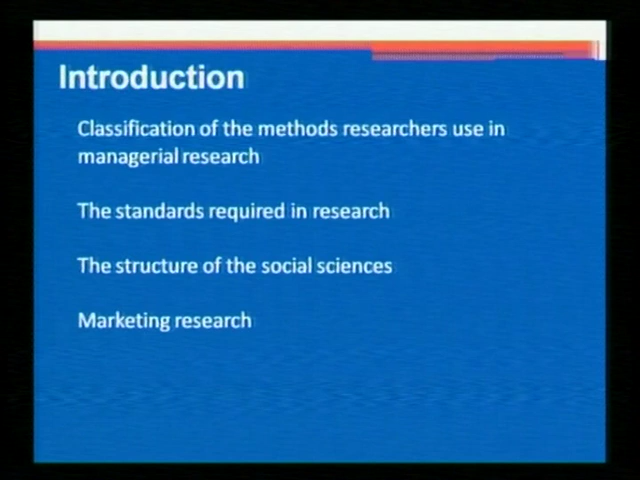 Introduction
Classification of the methods researchers use in
managerial research
The standards required in research
The structure of the social sciences
Marketing research